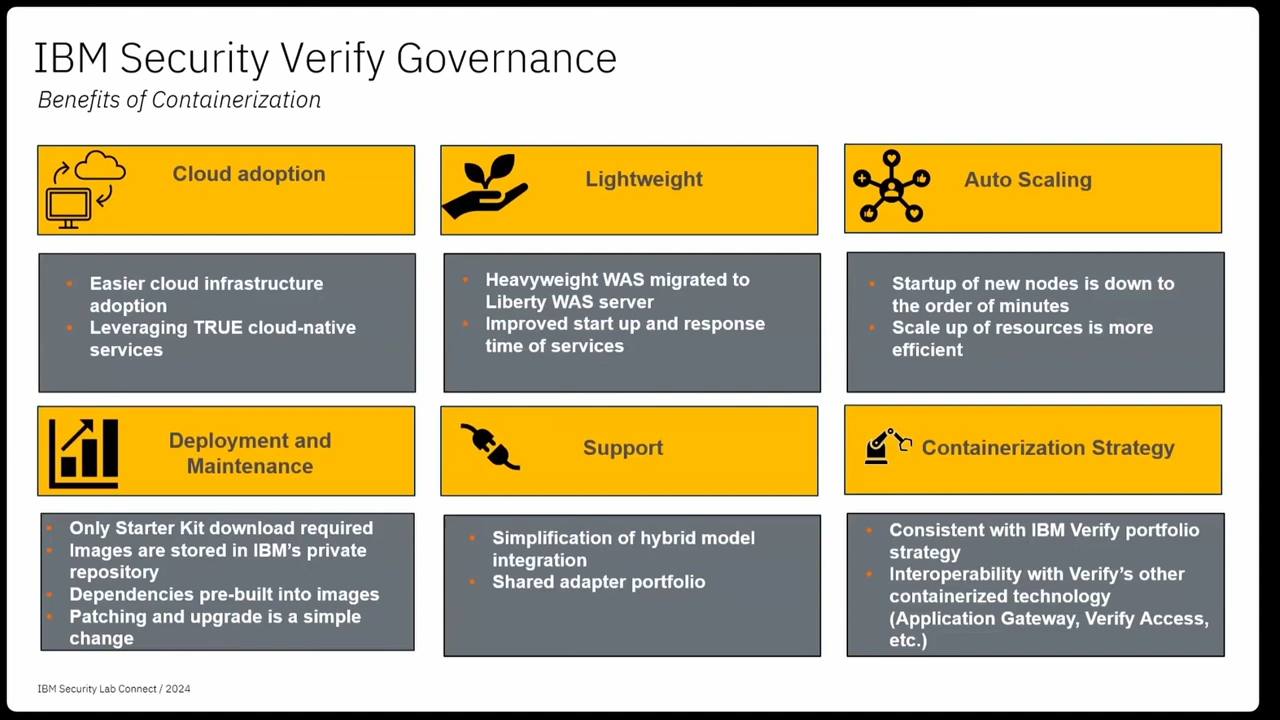 IBM Security Verify Governance
Benefits of Containerization
Cloud adoption
Easier cloud infrastructure
adoption
Leveraging TRUE cloud-native
services
Lightweight
Heavyweight WAS migrated to
Liberty WAS server
Improved start up and response
time of services
Auto Scaling
Startup of new nodes is down to
the order of minutes
Scale up of resources is more
efficient
Deployment and
Maintenance
Only Starter Kit download required
Images are stored in IBM’s private
repository
Dependencies pre-built into images
Patching and upgrade is a simple
change
Support
Simplification of hybrid model
integration
Shared adapter portfolio
Containerization Strategy
Consistent with IBM Verify portfolio
strategy
Interoperability with Verify’s other
containerized technology
(Application Gateway, Verify Access,
etc.)
IBM Security Lab Connect / 2024